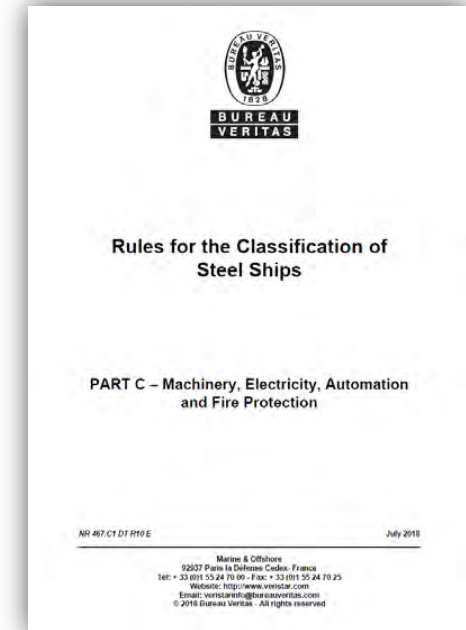 BUREAU VERITAS
1828
BUREAU
VERITAS
Rules for the Classification of
Steel Ships
PART C – Machinery, Electricity, Automation
and Fire Protection
NR 467.C1 DT R10 E
July 2018
Marine & Offshore
92937 Paris la Défense Cedex- France
Tel: + 33 (0)1 55 24 70 00 - Fax: + 33 (0)1 55 24 70 25
Website: http://www.veristar.com
Email: veristarinfo@bureauveritas.com
© 2018 Bureau Veritas - All rights reserved